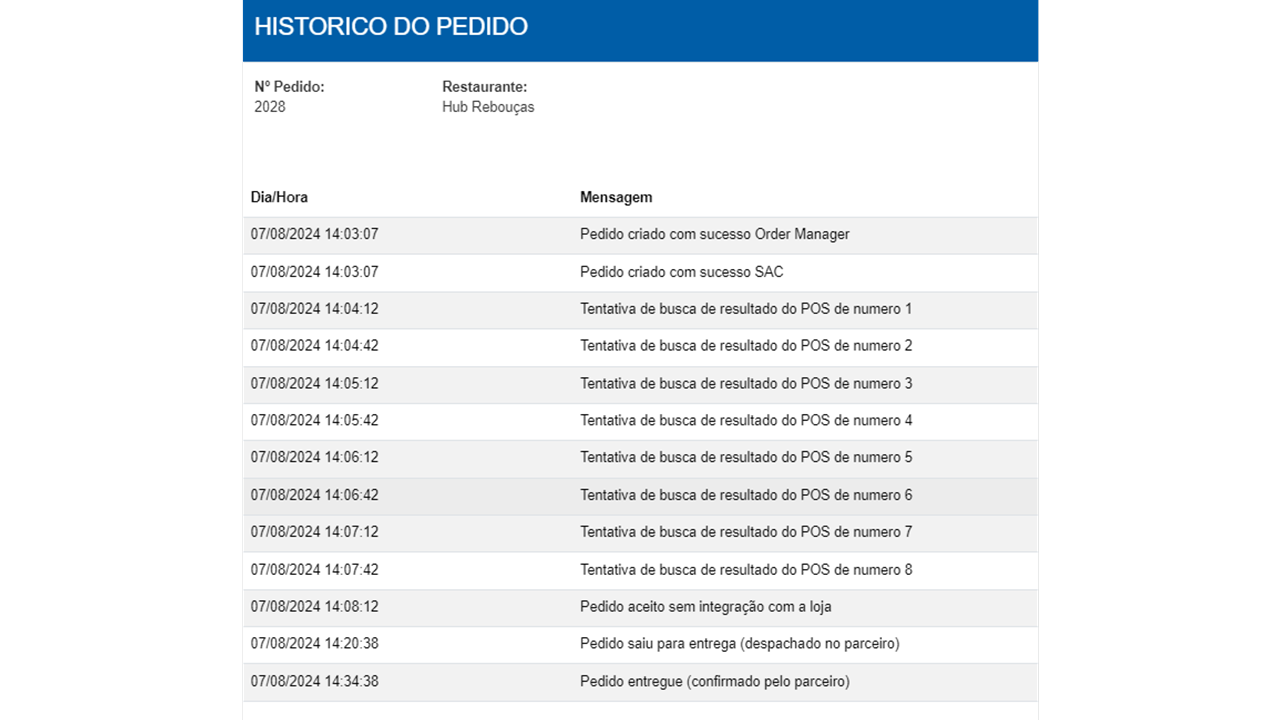 HISTORICO DO PEDIDO
Nº Pedido: Restaurante:
2028 Hub Rebouças
Dia/Hora Mensagem
07/08/2024 14:03:07 Pedido criado com sucesso Order Manager
07/08/2024 14:03:07 Pedido criado com sucesso SAC
07/08/2024 14:04:12 Tentativa de busca de resultado do POS de numero 1
07/08/2024 14:04:42 Tentativa de busca de resultado do POS de numero 2
07/08/2024 14:05:12 Tentativa de busca de resultado do POS de numero 3
07/08/2024 14:05:42 Tentativa de busca de resultado do POS de numero 4
07/08/2024 14:06:12 Tentativa de busca de resultado do POS de numero 5
07/08/2024 14:06:42 Tentativa de busca de resultado do POS de numero 6
07/08/2024 14:07:12 Tentativa de busca de resultado do POS de numero 7
07/08/2024 14:07:42 Tentativa de busca de resultado do POS de numero 8
07/08/2024 14:08:12 Pedido aceito sem integração com a loja
07/08/2024 14:20:38 Pedido saiu para entrega (despachado no parceiro)
07/08/2024 14:34:38 Pedido entregue (confirmado pelo parceiro)